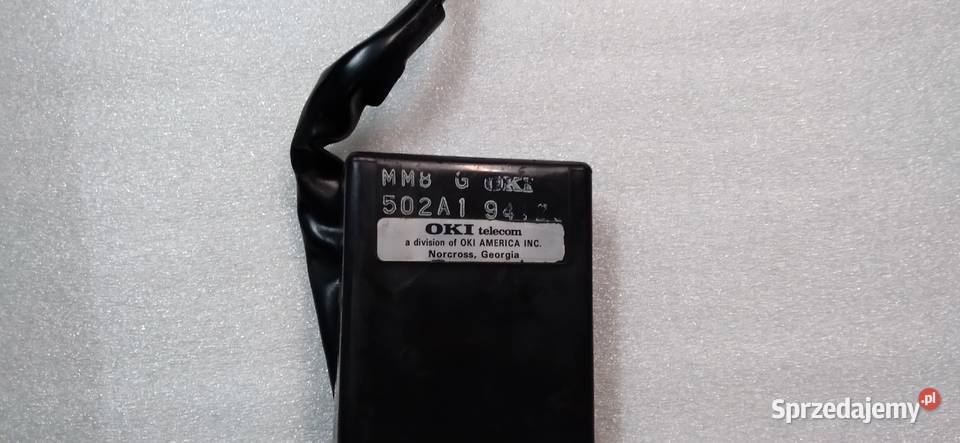 MM8 G OKI
502A1
OKI telecom
a division of OKI AMERICA INC.
Norcross, Georgia
Sprzedajemy.pl